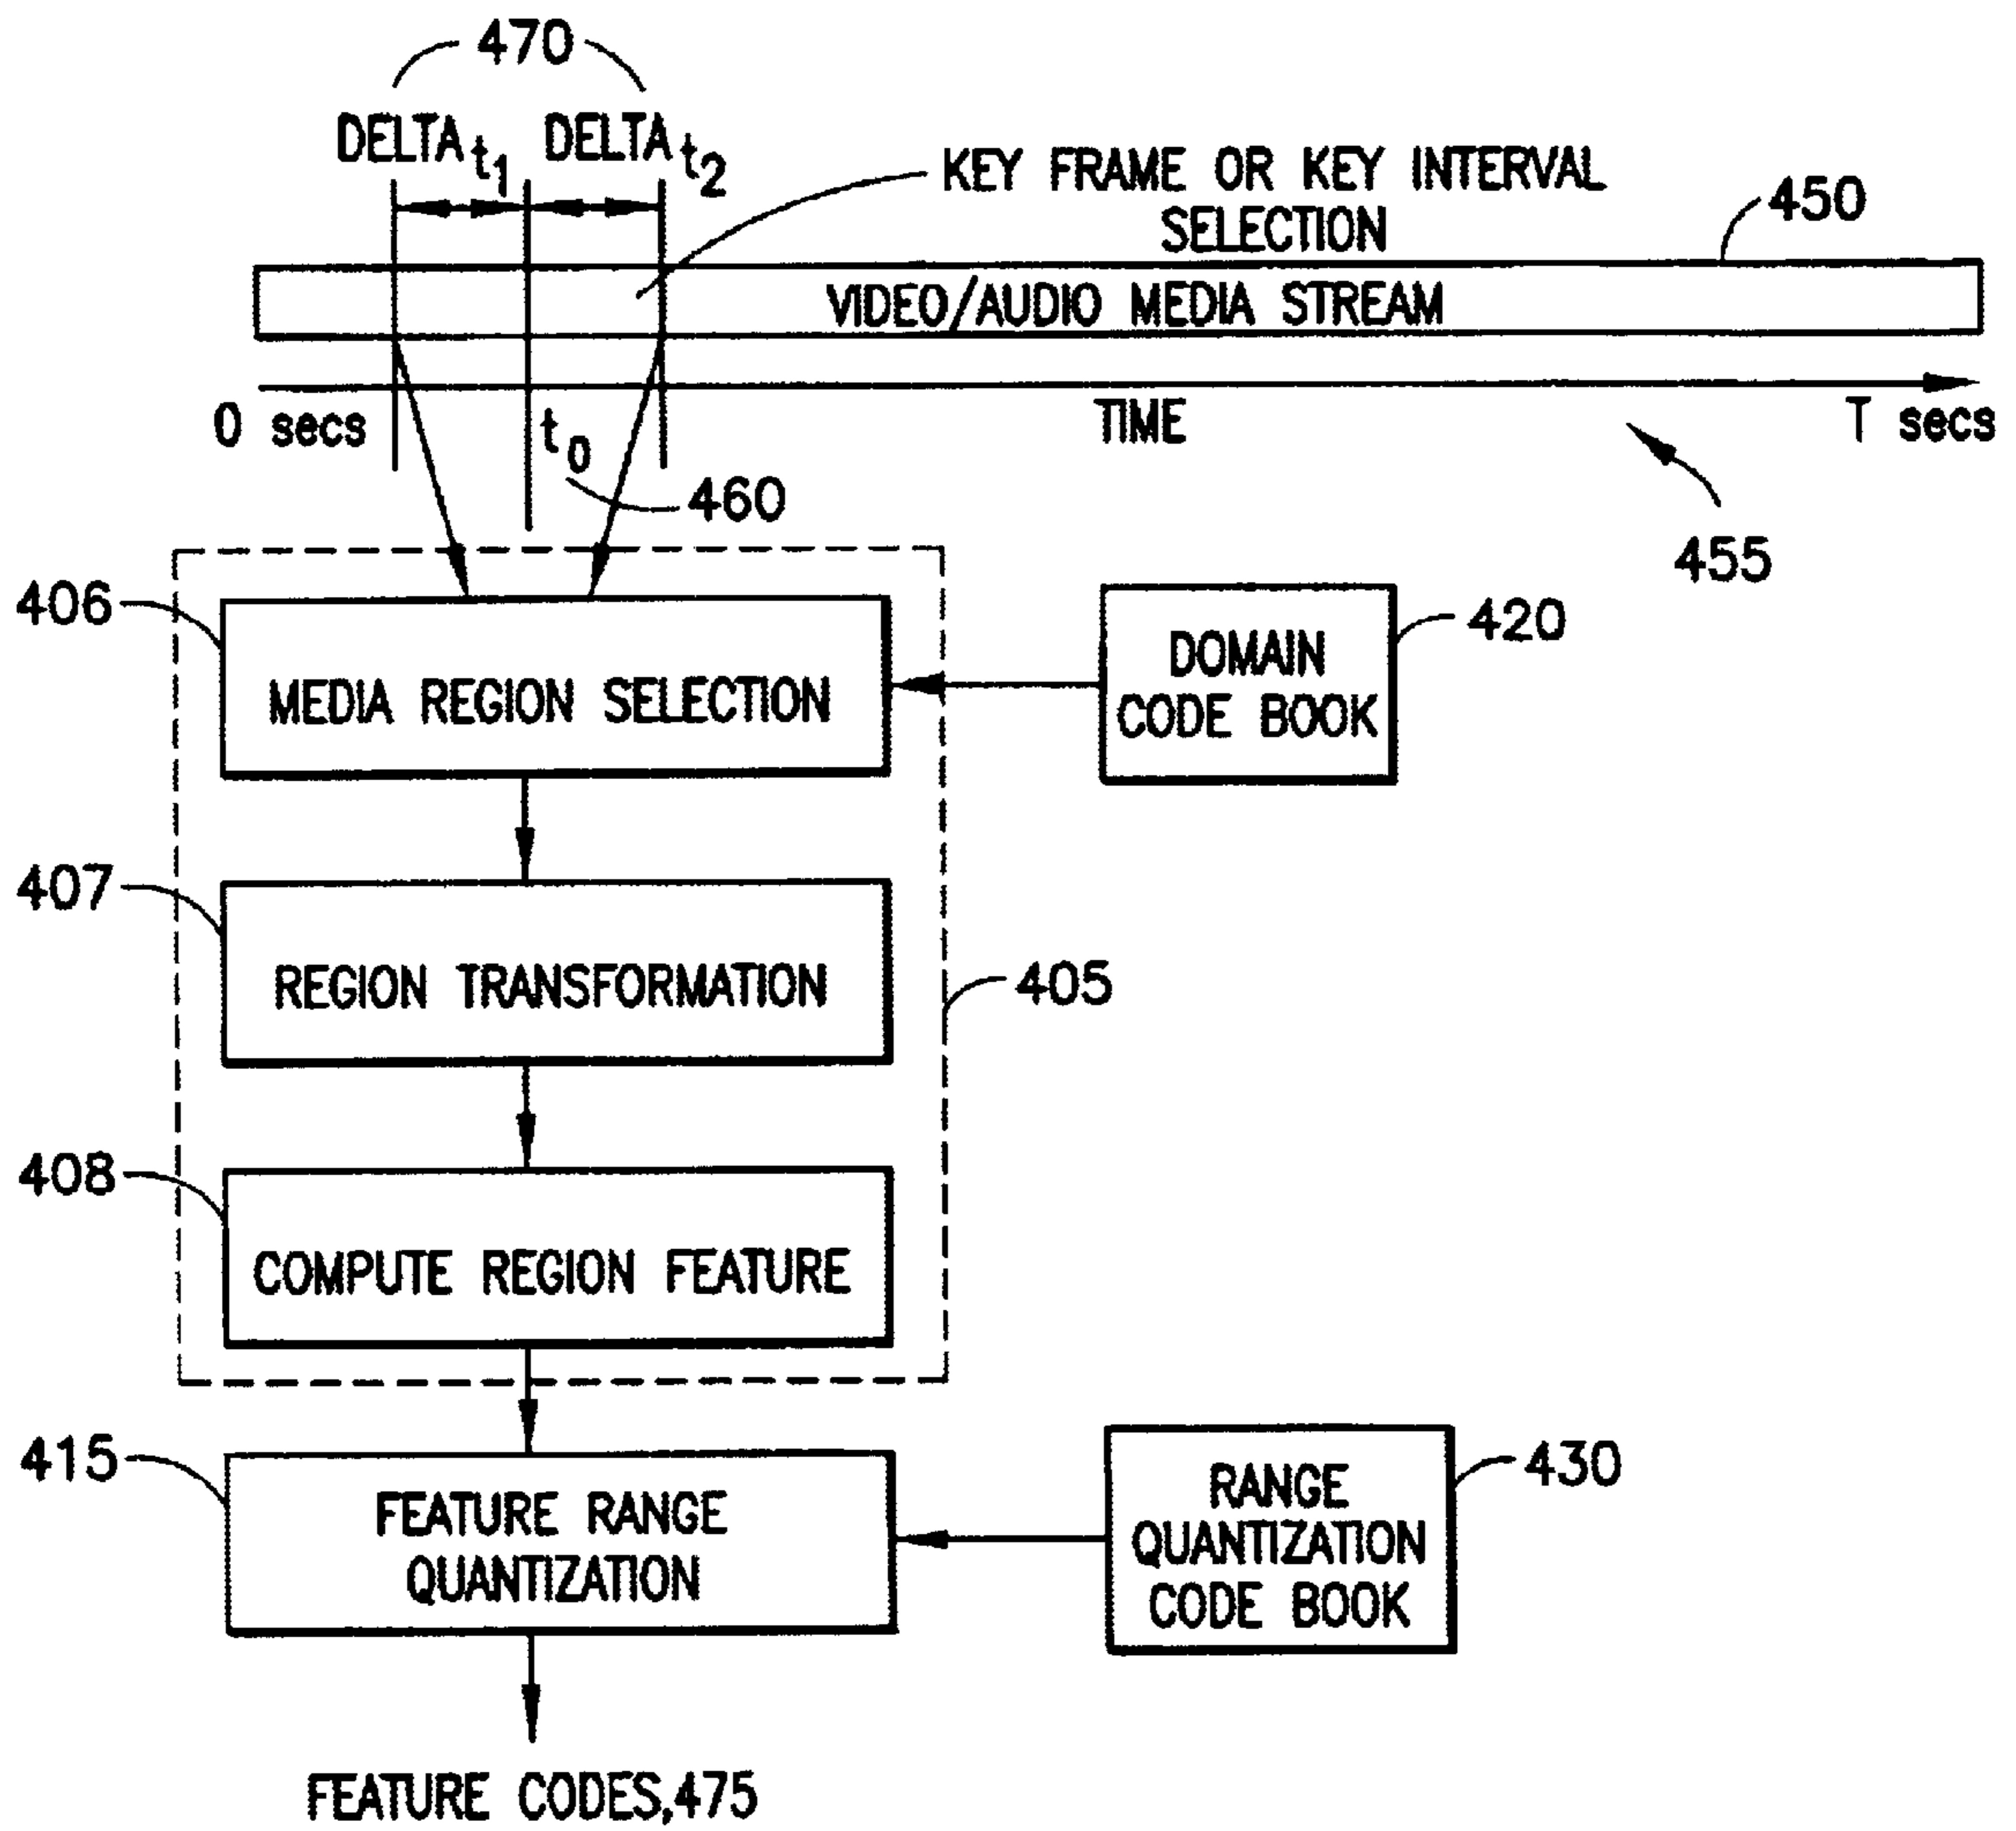 470
DELTA t1 DELTA t2
KEY FRAME OR KEY INTERVAL
SELECTION
450
VIDEO/AUDIO MEDIA STREAM
0 secs
t0
TIME
T secs
460
455
406
MEDIA REGION SELECTION
DOMAIN
CODE BOOK
420
407
REGION TRANSFORMATION
405
408
COMPUTE REGION FEATURE
415
FEATURE RANGE
QUANTIZATION
RANGE
QUANTIZATION
CODE BOOK
430
FEATURE CODES,475